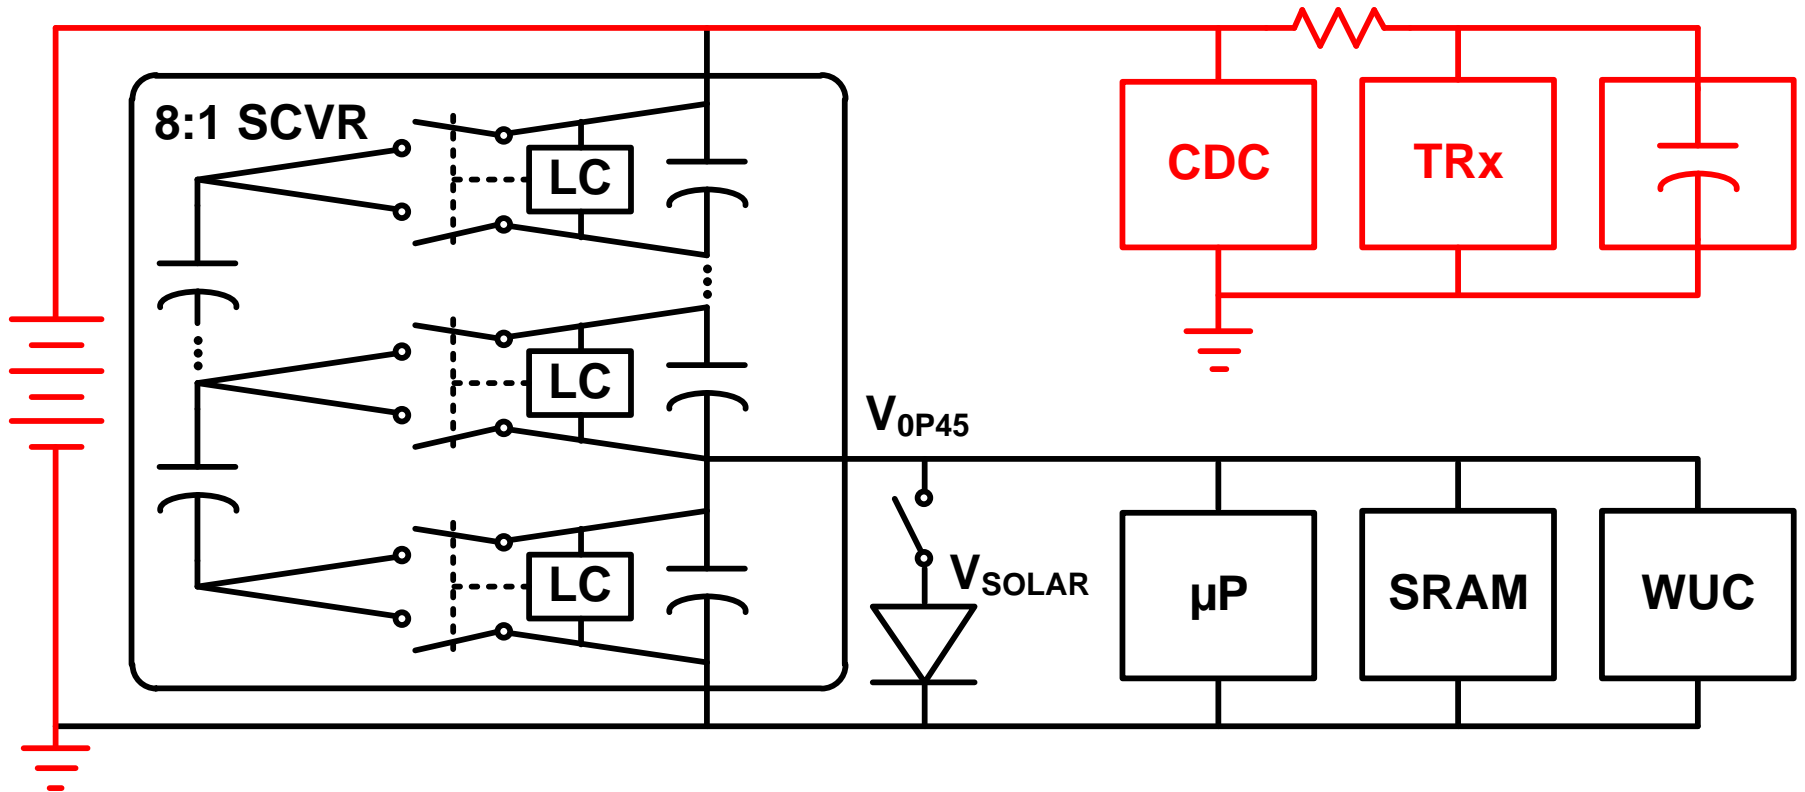 8:1 SCVR
LC
CDC
TRx
LC
V0P45
LC
VSOLAR
µP
SRAM
WUC